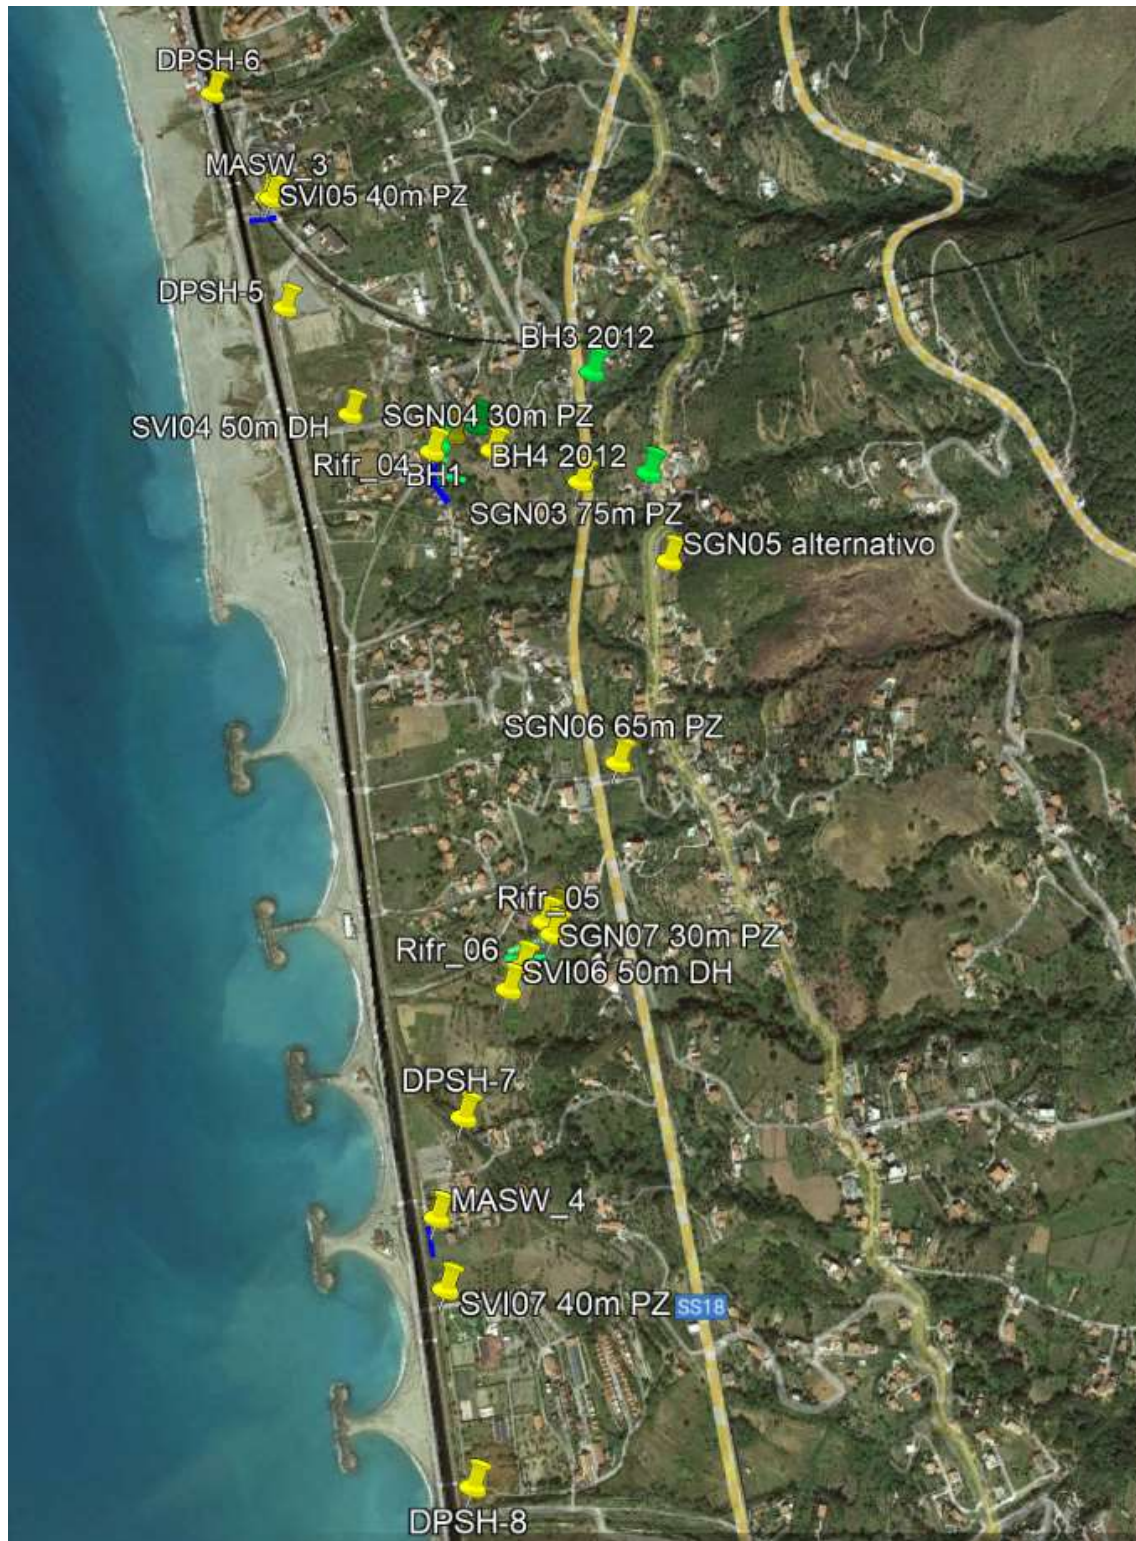 DPSH-6
MASW_3
SVI05 40m PZ
DPSH-5
BH3 2012
SGN04 30m PZ
SVI04 50m DH
BH4 2012
Rifr_04
BH1
SGN03 75m PZ
SGN05 alternativo
SGN06 65m PZ
Rifr_05
SGN07 30m PZ
Rifr_06
SVI06 50m DH
DPSH-7
MASW_4
SVI07 40m PZ
SS18
DPSH-8